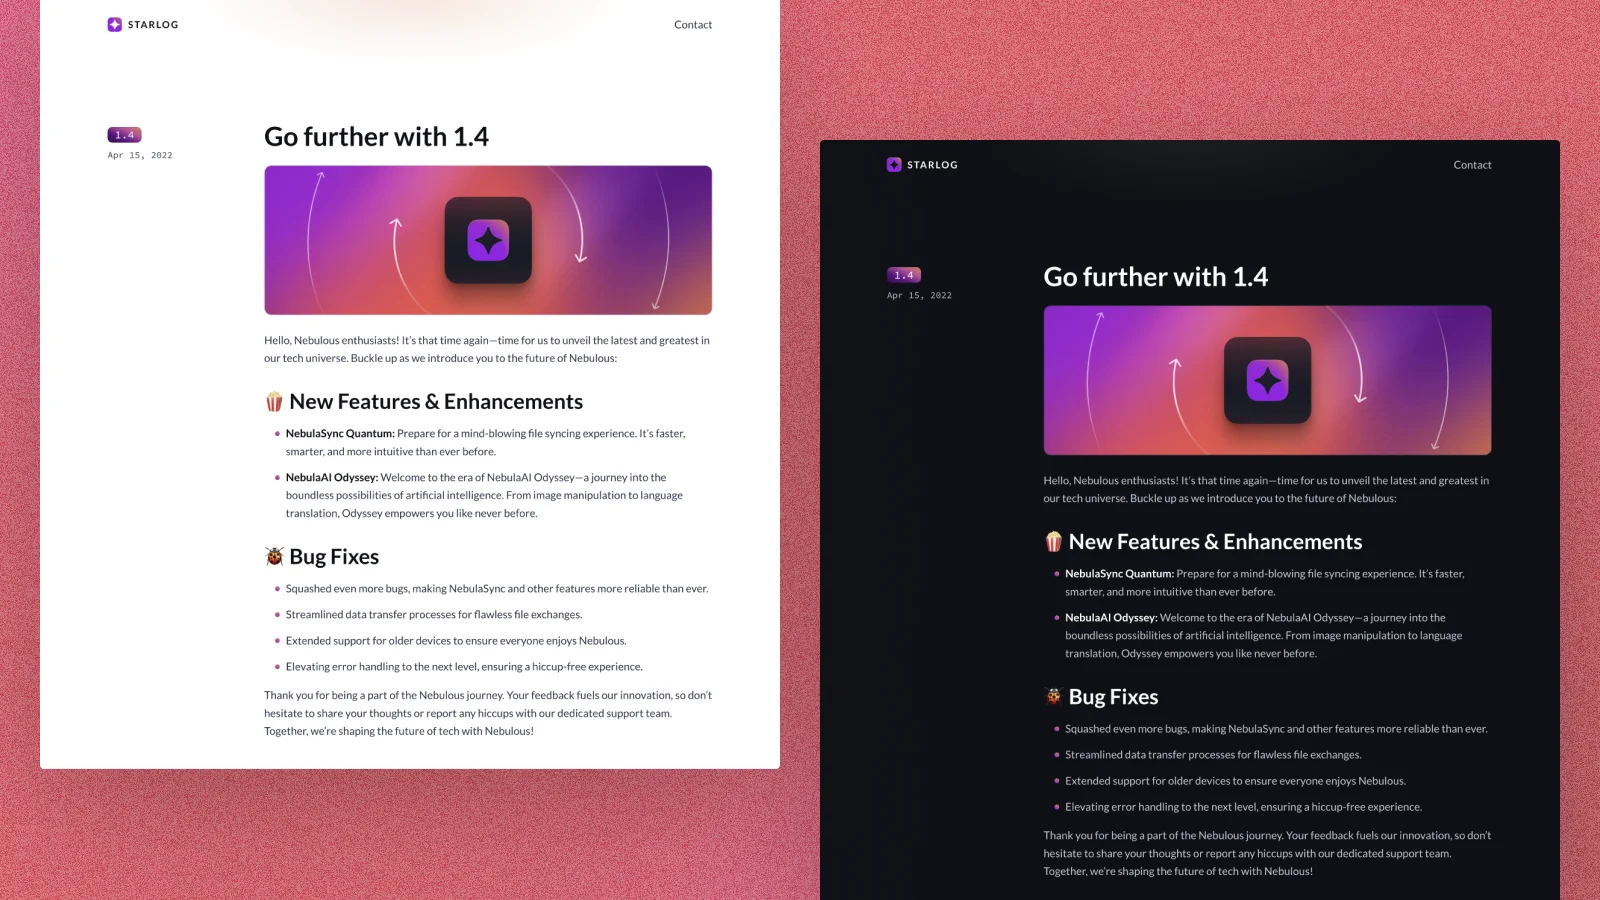 STARLOG
Contact
1.4
Apr 15, 2022
Go further with 1.4
Hello, Nebulous enthusiasts! It’s that time again—time for us to unveil the latest and greatest in
our tech universe. Buckle up as we introduce you to the future of Nebulous:
New Features & Enhancements
NebulaSync Quantum: Prepare for a mind-blowing file syncing experience. It’s faster,
smarter, and more intuitive than ever before.
NebulaAI Odyssey: Welcome to the era of NebulaAI Odyssey—a journey into the
boundless possibilities of artificial intelligence. From image manipulation to language
translation, Odyssey empowers you like never before.
Bug Fixes
Squashed even more bugs, making NebulaSync and other features more reliable than ever.
Streamlined data transfer processes for flawless file exchanges.
Extended support for older devices to ensure everyone enjoys Nebulous.
Elevating error handling to the next level, ensuring a hiccup-free experience.
Thank you for being a part of the Nebulous journey. Your feedback fuels our innovation, so don’t
hesitate to share your thoughts or report any hiccups with our dedicated support team.
Together, we’re shaping the future of tech with Nebulous!
STARLOG
Contact
1.4
Apr 15, 2022
Go further with 1.4
Hello, Nebulous enthusiasts! It’s that time again—time for us to unveil the latest and greatest in
our tech universe. Buckle up as we introduce you to the future of Nebulous:
New Features & Enhancements
NebulaSync Quantum: Prepare for a mind-blowing file syncing experience. It’s faster,
smarter, and more intuitive than ever before.
NebulaAI Odyssey: Welcome to the era of NebulaAI Odyssey—a journey into the
boundless possibilities of artificial intelligence. From image manipulation to language
translation, Odyssey empowers you like never before.
Bug Fixes
Squashed even more bugs, making NebulaSync and other features more reliable than ever.
Streamlined data transfer processes for flawless file exchanges.
Extended support for older devices to ensure everyone enjoys Nebulous.
Elevating error handling to the next level, ensuring a hiccup-free experience.
Thank you for being a part of the Nebulous journey. Your feedback fuels our innovation, so don’t
hesitate to share your thoughts or report any hiccups with our dedicated support team.
Together, we’re shaping the future of tech with Nebulous!